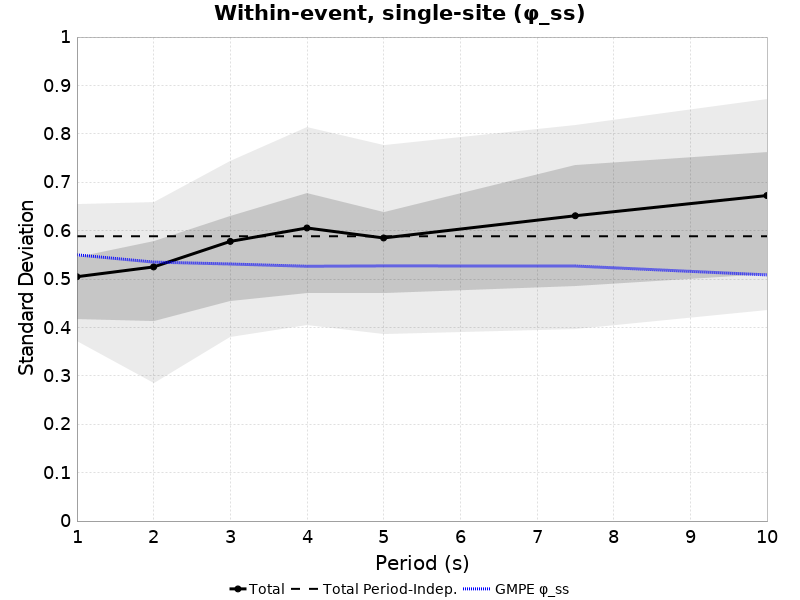 Within-event, single-site (φ_ss)
1
0.9
0.8
0.7
0.6
0.5
0.4
0.3
0.2
0.1
0
Standard Deviation
1 2 3 4 5 6 7 8 9 10
Period (s)
Total Total Period-Indep. GMPE φ_ss